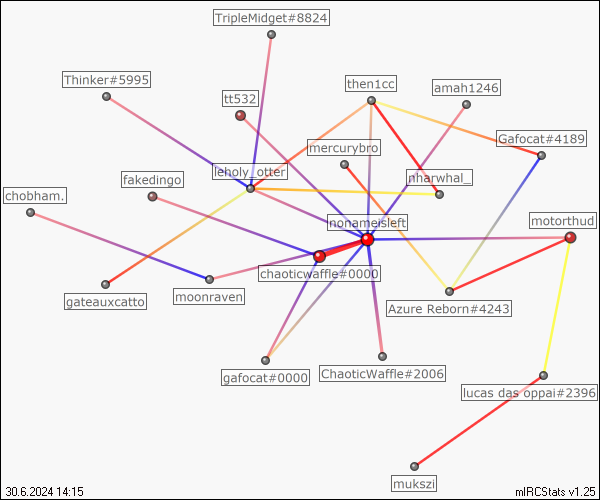 TripleMidget#8824
Thinker#5995
then1cc
amah1246
tt532
Gafocat#4189
mercurybro
leholy_otter
fakedingo
nharwhal_
chobham.
nonameisleft
motorthud
chaoticwaffle#0000
gateauxcatto
moonraven
Azure Reborn#4243
gafocat#0000
ChaoticWaffle#2006
lucas das oppai#2396
mukszi
30.6.2024 14:15
mIRCStats v1.25